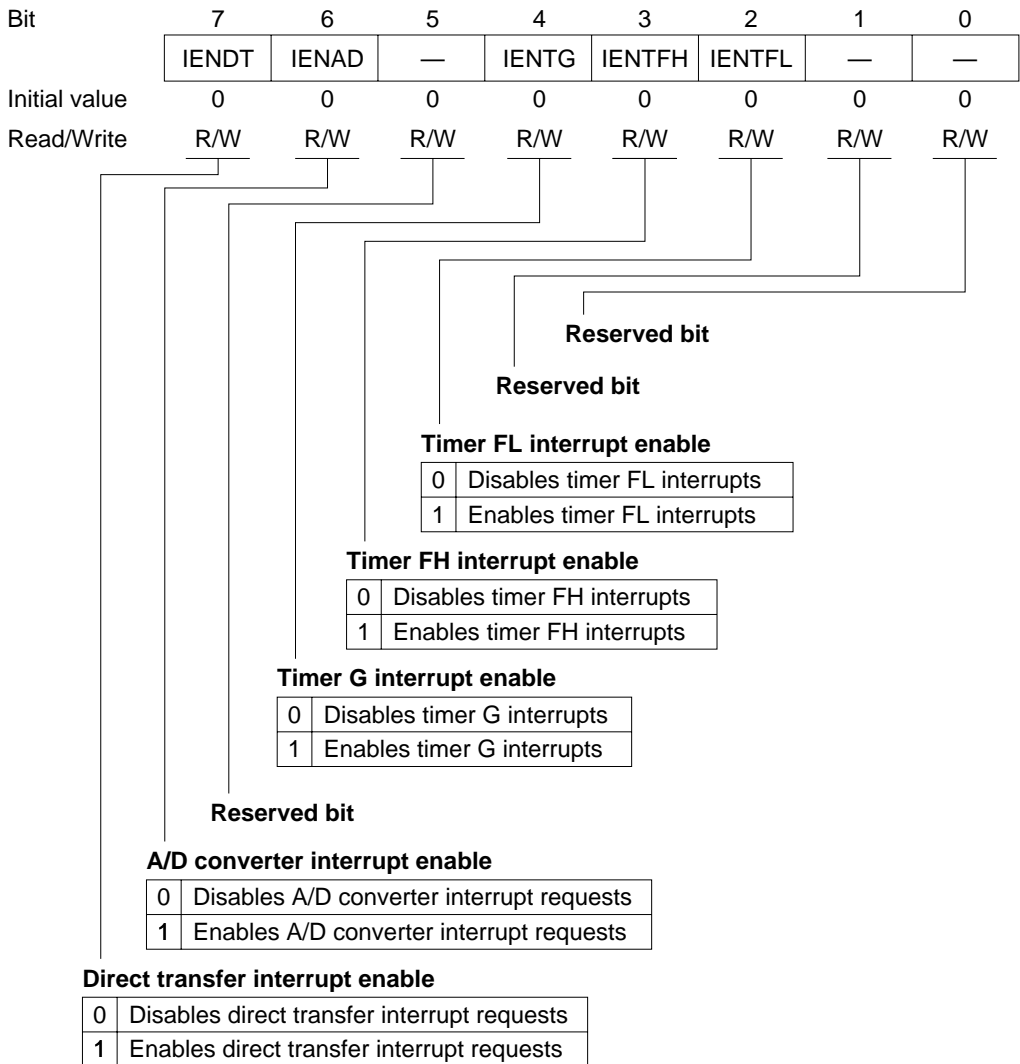 Bit 7 6 5 4 3 2 1 0
IENDT IENAD — IENTG IENTFH IENTFL — —
Initial value 0 0 0 0 0 0 0 0
Read/Write R/W R/W R/W R/W R/W R/W R/W R/W
Reserved bit
Reserved bit
Timer FL interrupt enable
0 Disables timer FL interrupts
1 Enables timer FL interrupts
Timer FH interrupt enable
0 Disables timer FH interrupts
1 Enables timer FH interrupts
Timer G interrupt enable
0 Disables timer G interrupts
1 Enables timer G interrupts
Reserved bit
A/D converter interrupt enable
0 Disables A/D converter interrupt requests
1 Enables A/D converter interrupt requests
Direct transfer interrupt enable
0 Disables direct transfer interrupt requests
1 Enables direct transfer interrupt requests